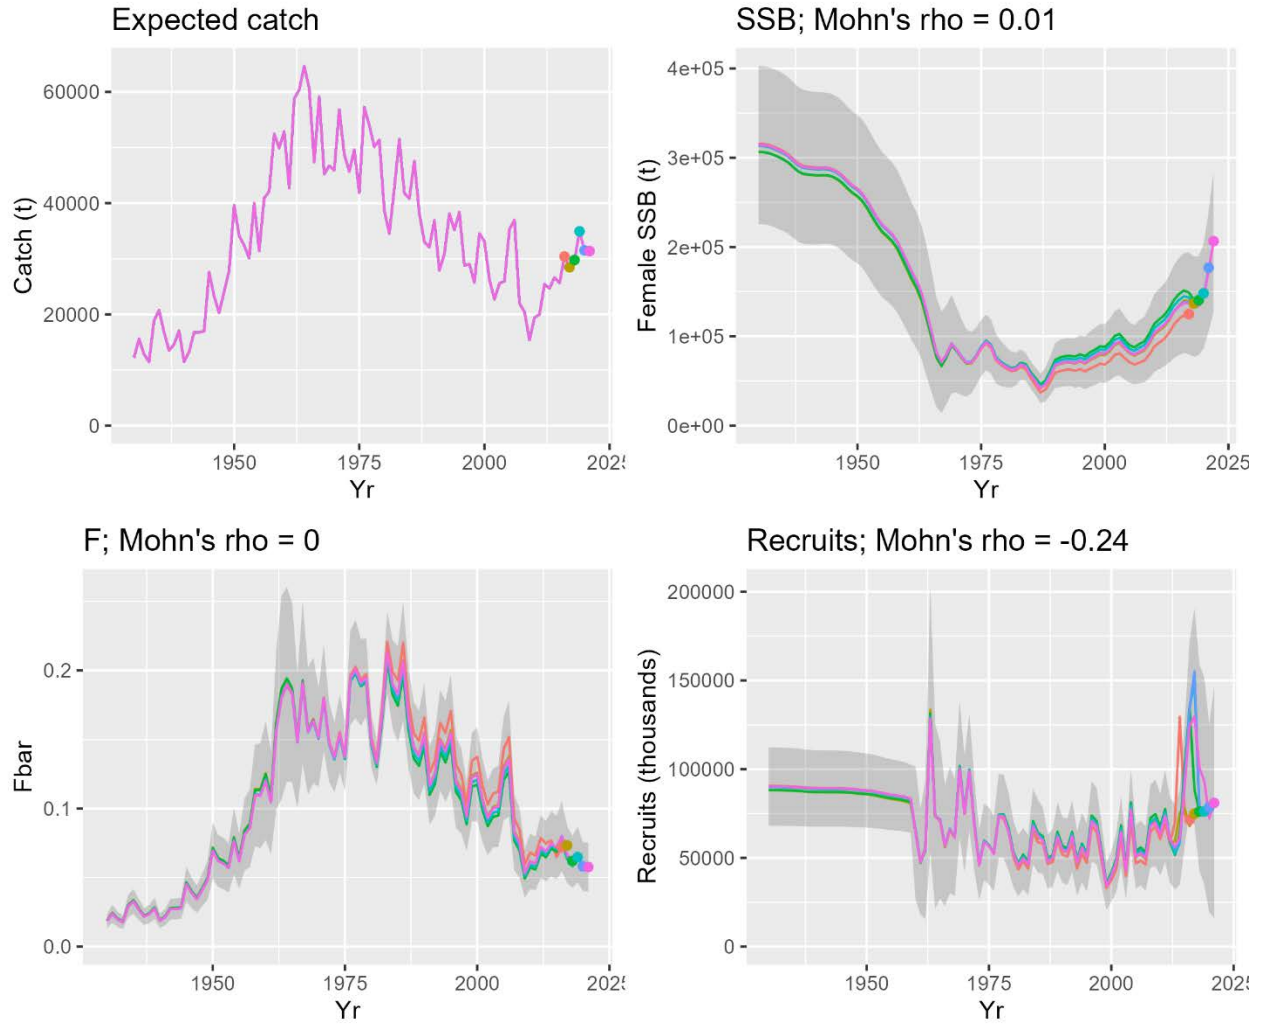 Expected catch
Catch (t)
60000
40000
20000
0
1950
1975
2000
202
Yr
SSB; Mohn's rho = 0.01
Female SSB (t)
4e+05
3e+05
2e+05
1e+05
0e+00
1950
1975
2000
2025
Yr
F; Mohn's rho = 0
Fbar
0.2
0.1
0.0
1950
1975
2000
202
Yr
Recruits; Mohn's rho = -0.24
Recruits (thousands)
200000
150000
100000
50000
0
1950
1975
2000
202
Yr